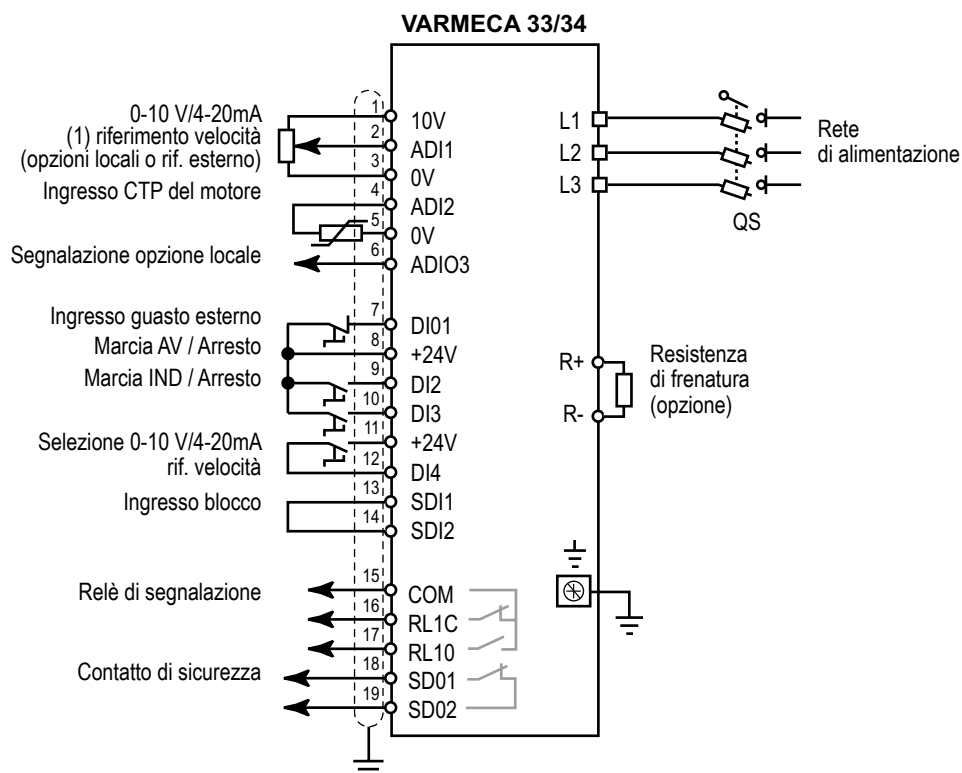 VARMECA 33/34
0-10 V/4-20mA
(1) riferimento velocità
(opzioni locali o rif. esterno)
Ingresso CTP del motore
Segnalazione opzione locale
Ingresso guasto esterno
Marcia AV / Arresto
Marcia IND / Arresto
Selezione 0-10 V/4-20mA
rif. velocità
Ingresso blocco
Relè di segnalazione
Contatto di sicurezza
1 10V
2 ADI1
3 0V
4 ADI2
5 0V
6 ADIO3
7 DI01
8 +24V
9 DI2
10 DI3
11 +24V
12 DI4
13 SDI1
14 SDI2
15 COM
16 RL1C
17 RL10
18 SD01
19 SD02
L1
L2
L3
QS
Rete
di alimentazione
R+
R-
Resistenza
di frenatura
(opzione)